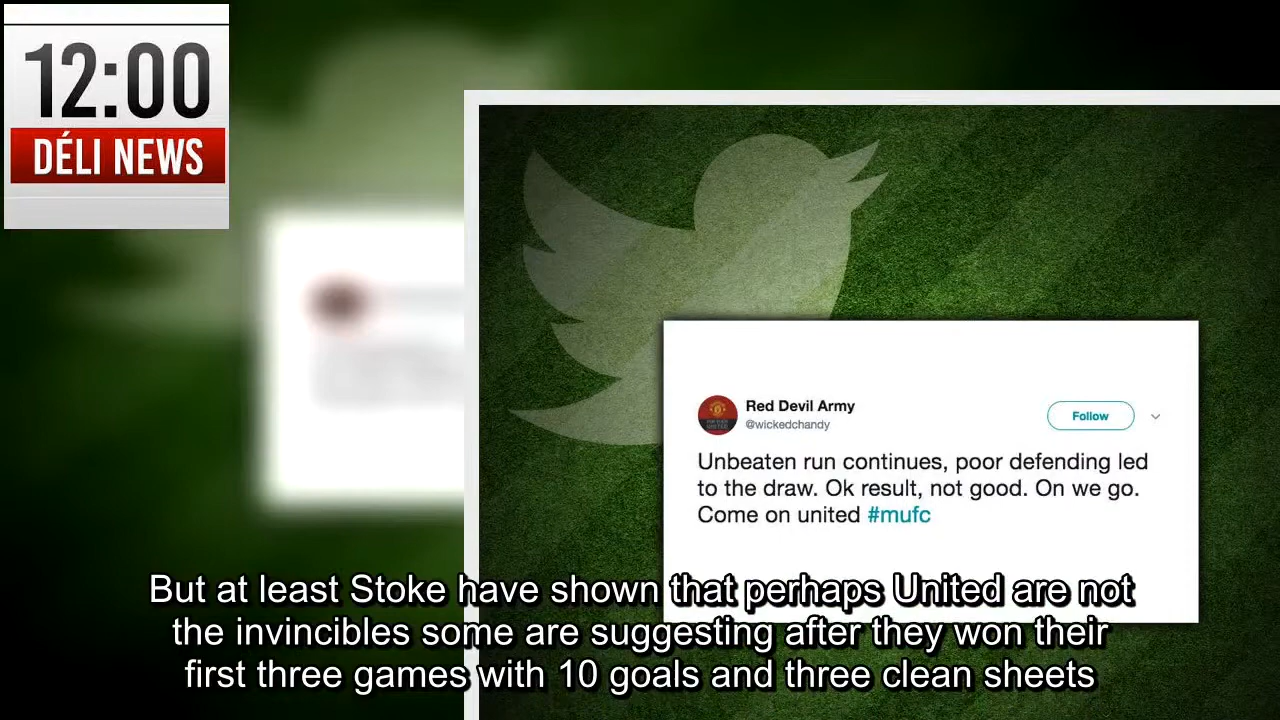 12:00
DÉLI NEWS
Red Devil Army
@wickedchandy
Follow
Unbeaten run continues, poor defending led
to the draw. Ok result, not good. On we go.
Come on united #mufc
But at least Stoke have shown that perhaps United are not
the invincibles some are suggesting after they won their
first three games with 10 goals and three clean sheets